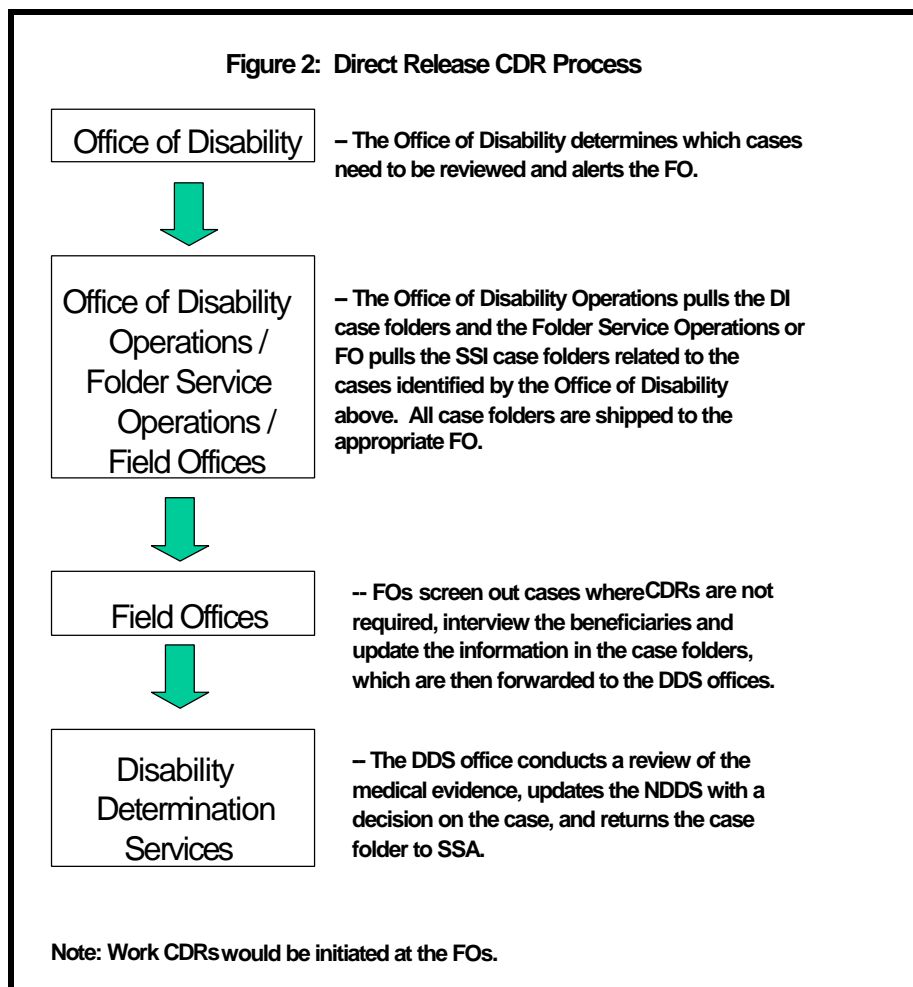 Figure 2: Direct Release CDR Process
Office of Disability
– The Office of Disability determines which cases
need to be reviewed and alerts the FO.
Office of Disability
Operations /
Folder Service
Operations /
Field Offices
– The Office of Disability Operations pulls the DI
case folders and the Folder Service Operations or
FO pulls the SSI case folders related to the
cases identified by the Office of Disability
above. All case folders are shipped to the
appropriate FO.
Field Offices
-- FOs screen out cases where CDRs are not
required, interview the beneficiaries and
update the information in the case folders,
which are then forwarded to the DDS offices.
Disability
Determination
Services
– The DDS office conducts a review of the
medical evidence, updates the NDDS with a
decision on the case, and returns the case
folder to SSA.
Note: Work CDRs would be initiated at the FOs.